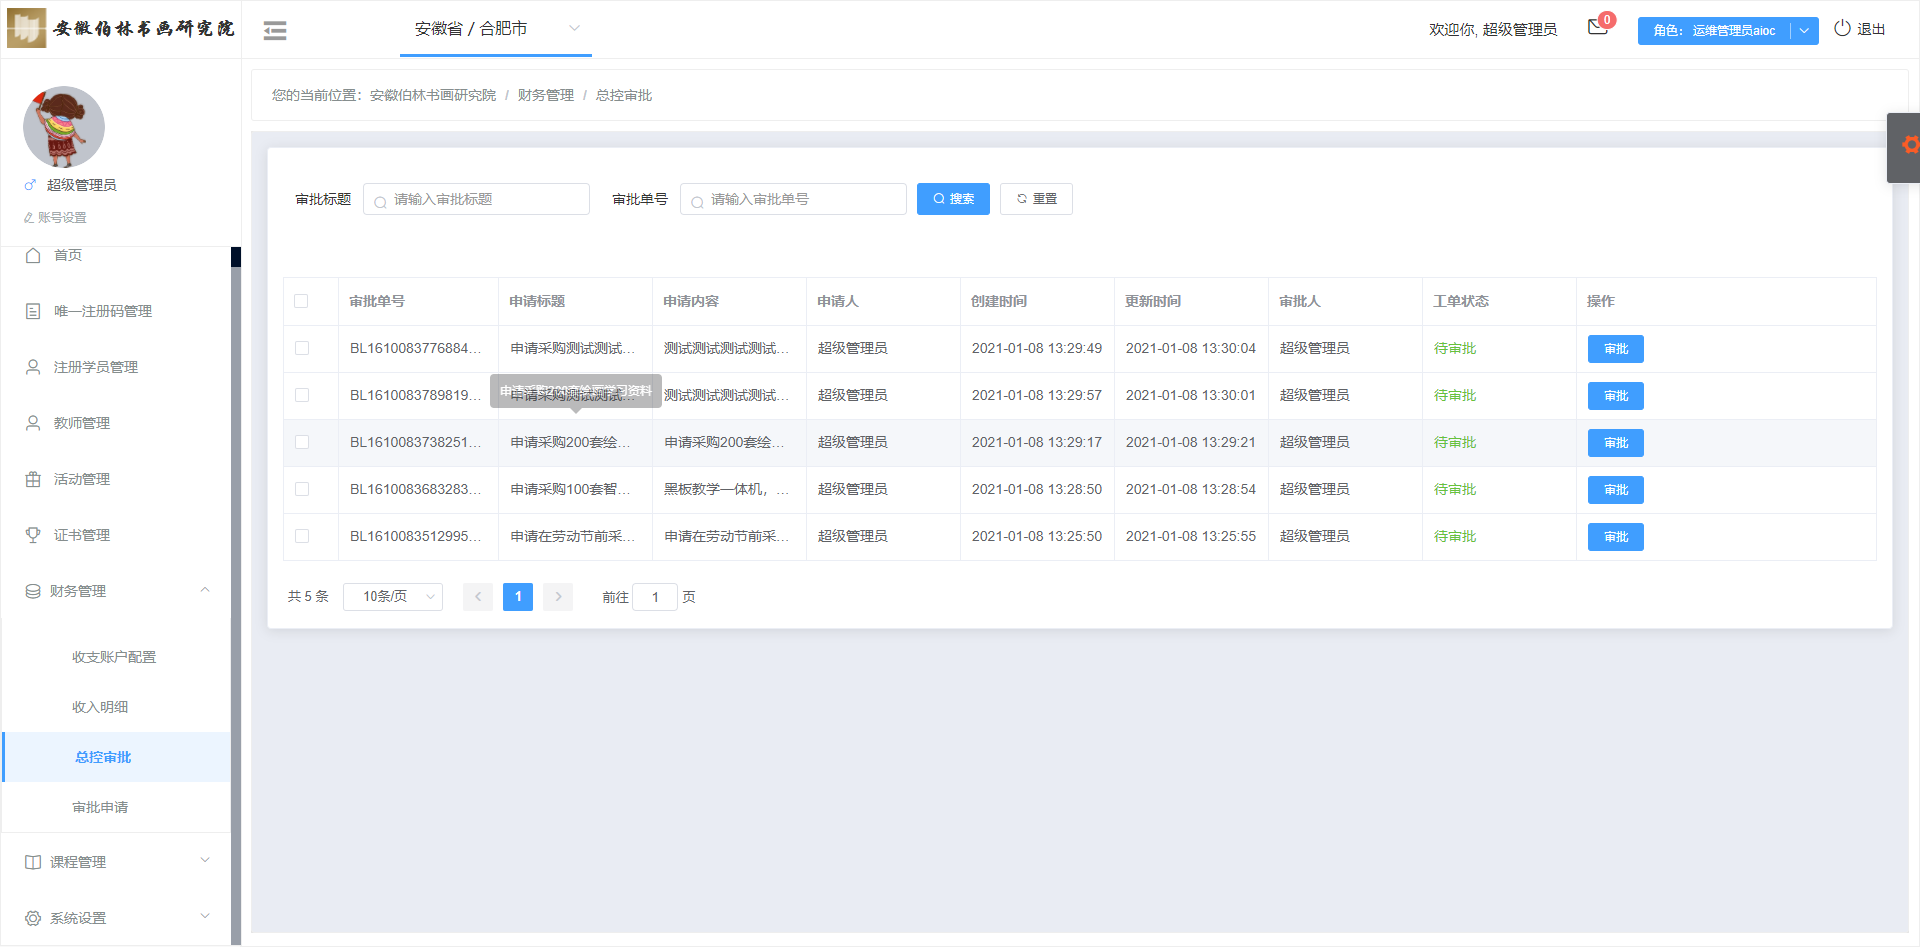 安徽伯林书画研究院
安徽省 / 合肥市
欢迎你, 超级管理员
0
角色： 运维管理员aioc
退出
超级管理员
账号设置
首页
唯一注册码管理
注册学员管理
教师管理
活动管理
证书管理
财务管理
收支账户配置
收入明细
总控审批
审批申请
课程管理
系统设置
您的当前位置： 安徽伯林书画研究院 / 财务管理 / 总控审批
审批标题 请输入审批标题 审批单号 请输入审批单号 搜索 重置
审批单号 申请标题 申请内容 申请人 创建时间 更新时间 审批人 工单状态 操作
BL1610083776884... 申请采购测试测试... 测试测试测试测试... 超级管理员 2021-01-08 13:29:49 2021-01-08 13:30:04 超级管理员 待审批 审批
申请采购200套绘画学习资料
BL1610083789819... 申请采购测试测试... 测试测试测试测试... 超级管理员 2021-01-08 13:29:57 2021-01-08 13:30:01 超级管理员 待审批 审批
BL1610083738251... 申请采购200套绘... 申请采购200套绘... 超级管理员 2021-01-08 13:29:17 2021-01-08 13:29:21 超级管理员 待审批 审批
BL1610083683283... 申请采购100套智... 黑板教学一体机，... 超级管理员 2021-01-08 13:28:50 2021-01-08 13:28:54 超级管理员 待审批 审批
BL1610083512995... 申请在劳动节前采... 申请在劳动节前采... 超级管理员 2021-01-08 13:25:50 2021-01-08 13:25:55 超级管理员 待审批 审批
共 5 条 10条/页 1 前往 1 页